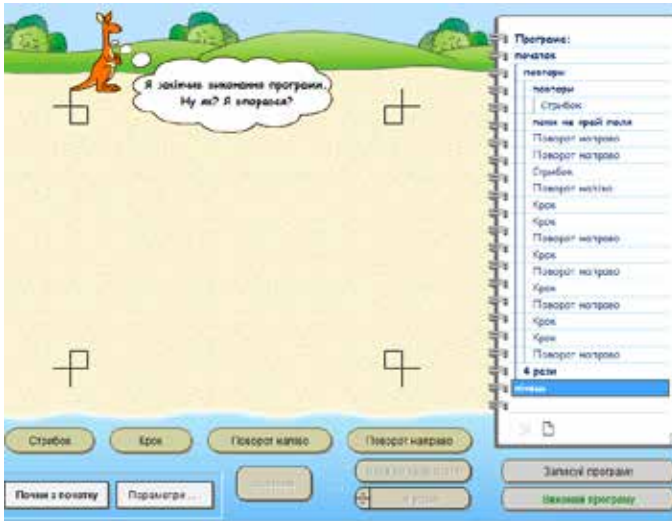 Я закінчив виконання програми.
Ну як? Я впорався?
Програма:
початок
повтори
повтори
Стрибок
поки не край поля
Поворот направо
Поворот направо
Стрибок
Поворот наліво
Крок
Крок
Поворот направо
Крок
Поворот направо
Крок
Поворот направо
Крок
Крок
Поворот направо
4 рази
кінець
Стрибок
Крок
Поворот наліво
Поворот направо
Почни з початку
Параметри ...
Записуй програму
Виконай програму